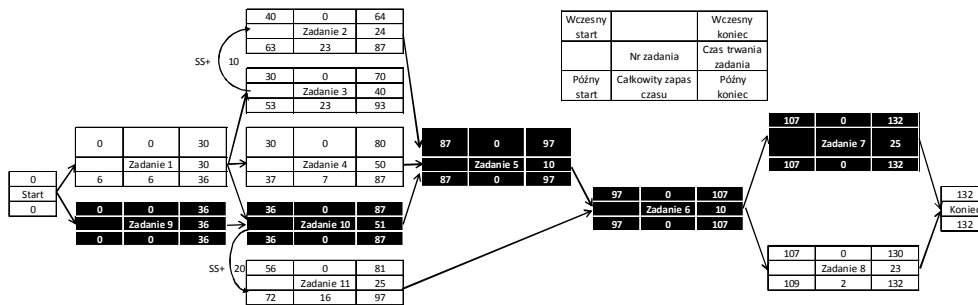 40 0 64
Zadanie 2 24
63 23 87
SS+ 10
30 0 70
Zadanie 3 40
53 23 93
Wczesny start Wczesny koniec
Nr zadania Czas trwania zadania
Późny start Całkowity zapas czasu Późny koniec
0 0 30
Zadanie 1 30
6 6 36
30 0 80
Zadanie 4 50
37 7 87
87 0 97
Zadanie 5 10
87 0 97
107 0 132
Zadanie 7 25
107 0 132
0
Start
0
0 0 36
Zadanie 9 36
0 0 36
36 0 87
Zadanie 10 51
36 0 87
97 0 107
Zadanie 6 10
97 0 107
132
Koniec
132
SS+ 20
56 0 81
Zadanie 11 25
72 16 97
107 0 130
Zadanie 8 23
109 2 132